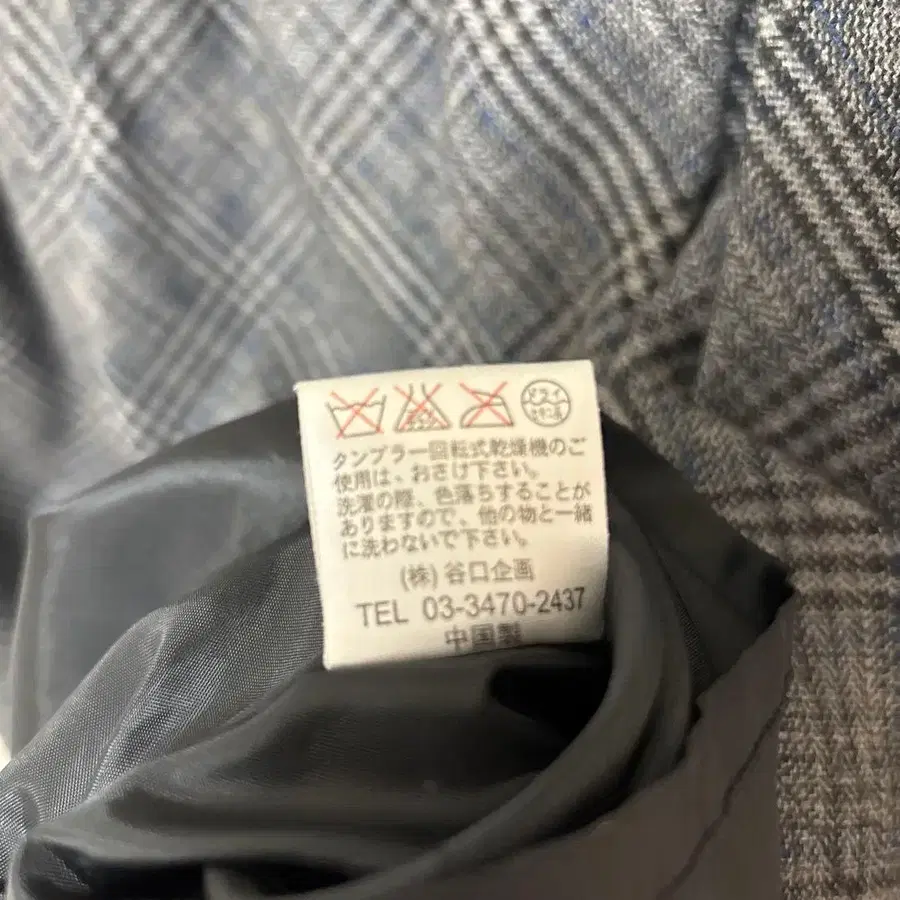 タンブラー回転式乾燥機のご
使用は、おさけ下さい。
洗濯の際、色落ちすることが
ありますので、他の物と一緒
に洗わないで下さい。
(株) 谷口企画
TEL 03-3470-2437
中国製